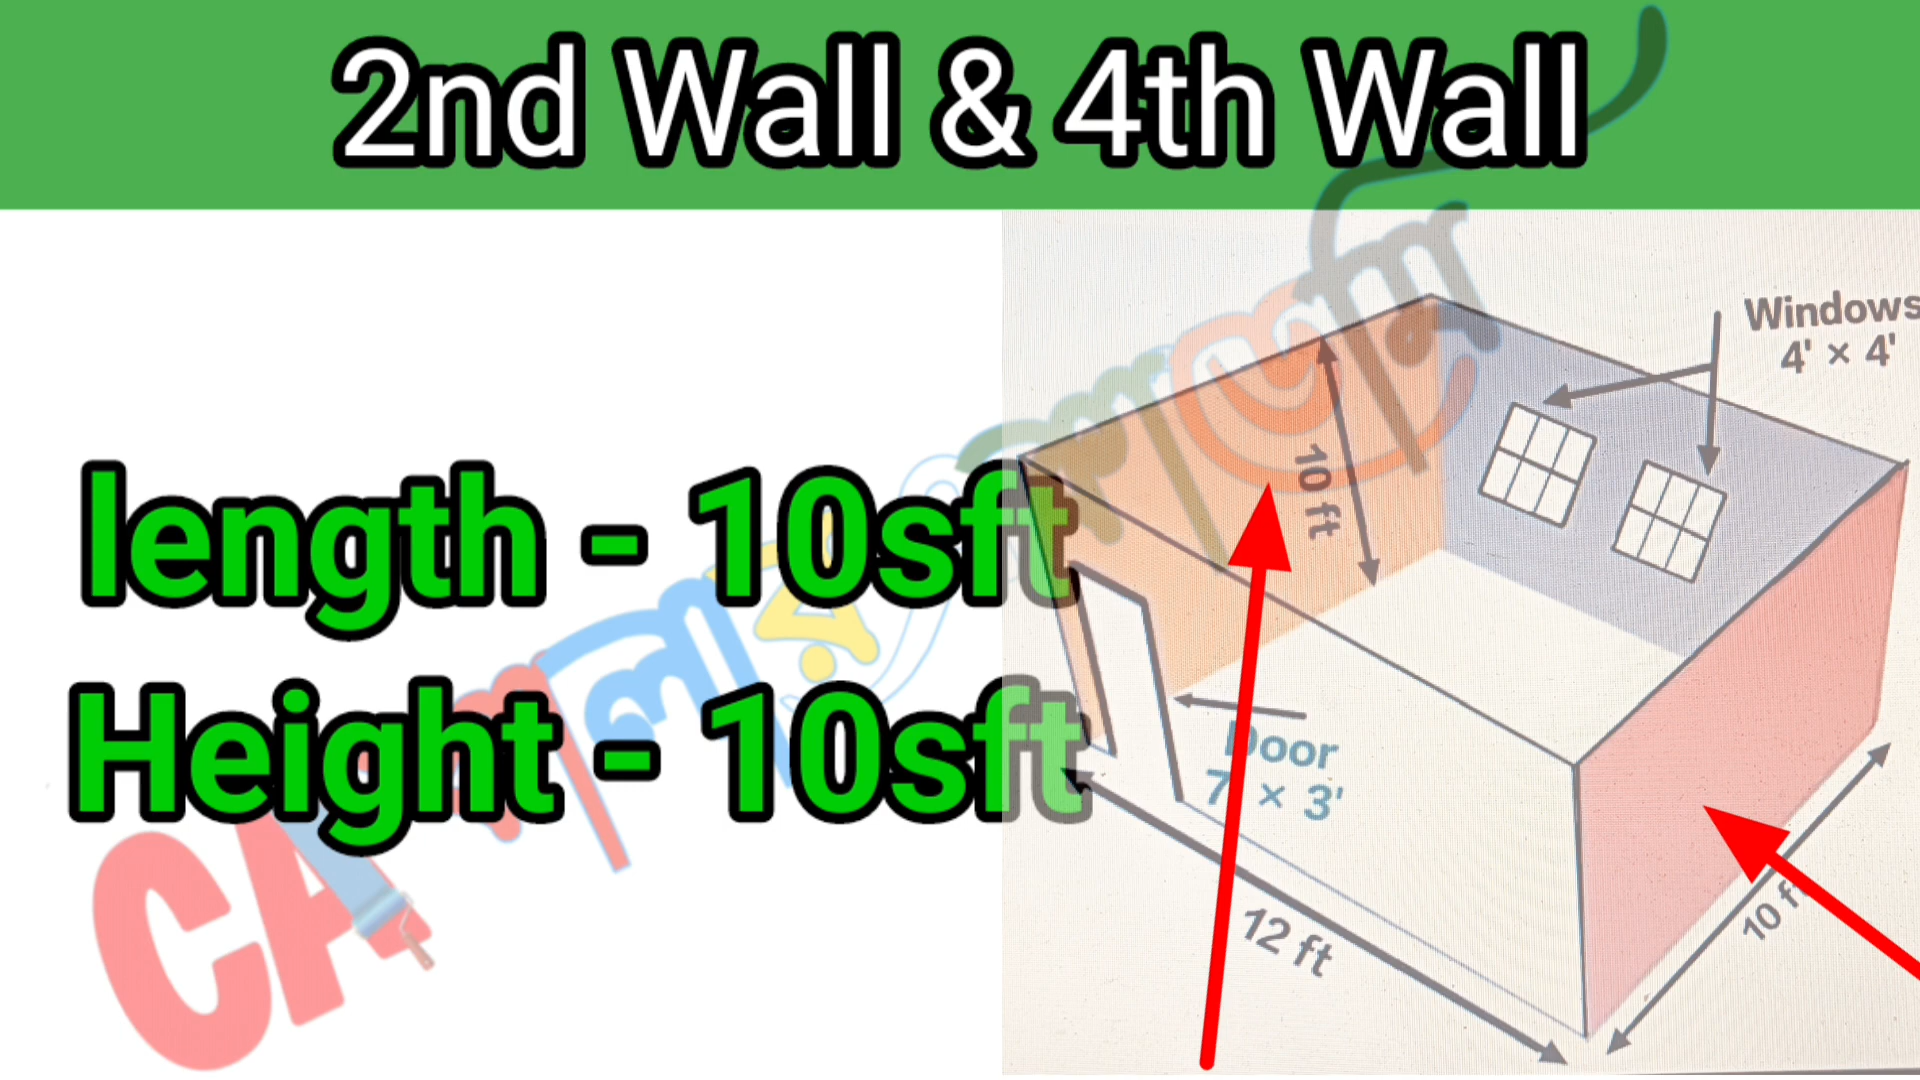 2nd Wall & 4th Wall
length - 10sft
Height - 10sft
Windows
4' × 4'
10 ft
Door
7' × 3'
12 ft
10 ft